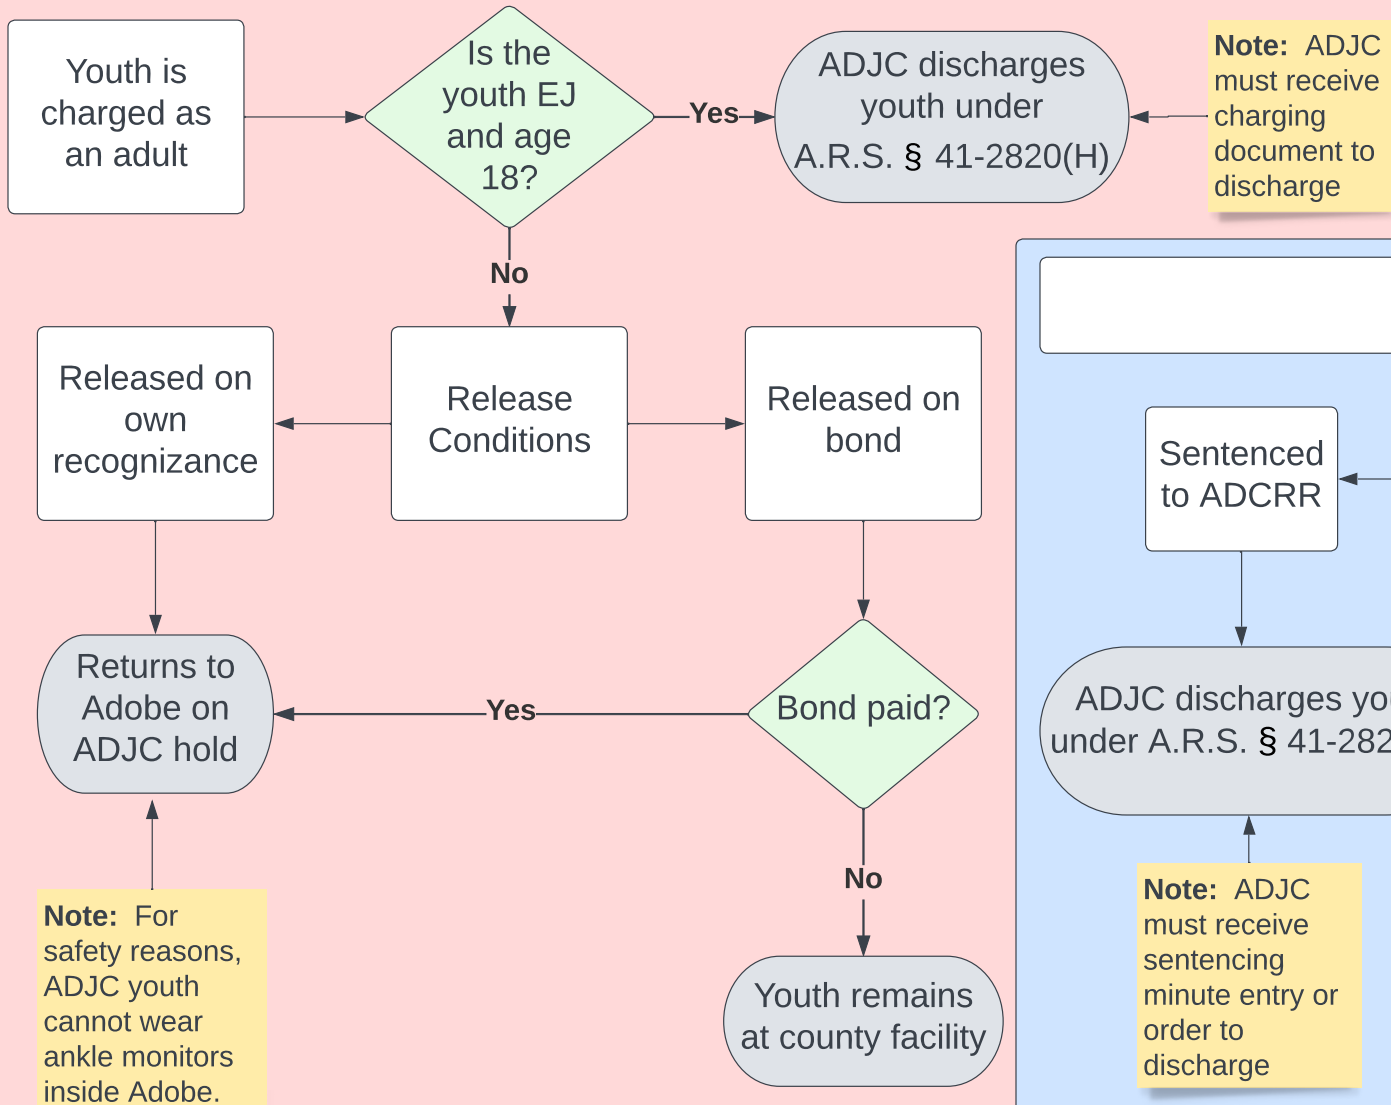 Youth is
charged as
an adult
Is the
youth EJ
and age
18?
Yes
ADJC discharges
youth under
A.R.S. § 41-2820(H)
Note: ADJC
must receive
charging
document to
discharge
No
Released on
own
recognizance
Release
Conditions
Released on
bond
Sentenced
to ADCRR
Returns to
Adobe on
ADJC hold
Yes
Bond paid?
ADJC discharges
under A.R.S. §
No
Note: For
safety reasons,
ADJC youth
cannot wear
ankle monitors
inside Adobe.
Youth remains
at county facility
Note: ADJC
must receive
sentencing
minute entry or
order to
discharge